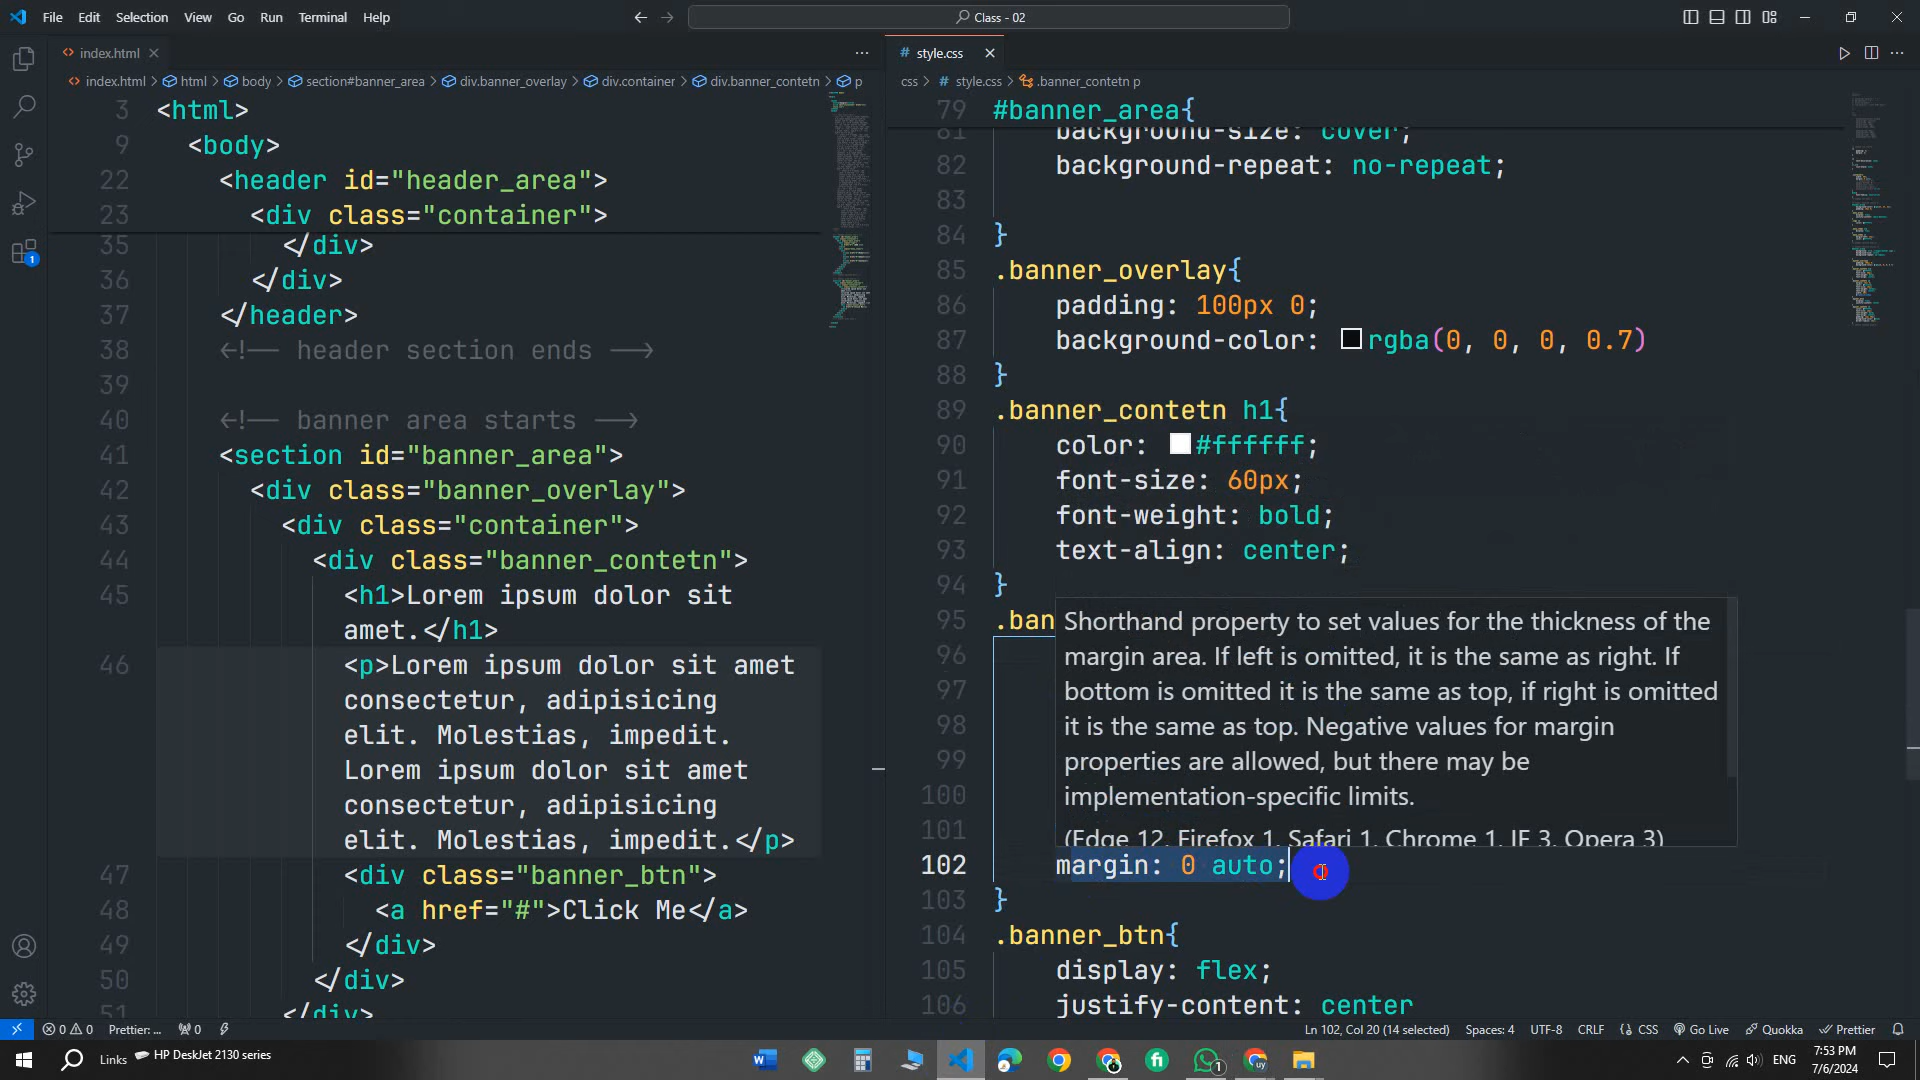 File Edit Selection View Go Run Terminal Help
Class - 02
index.html
style.css
index.html > html > body > section#banner_area > div.banner_overlay > div.container > div.banner_contetn > p
css > # style.css > .banner_contetn p
3 <html>
9 <body>
22 <header id="header_area">
23 <div class="container">
35 </div>
36 </div>
37 </header>
38 <!-- header section ends -->
39
40 <!-- banner area starts -->
41 <section id="banner_area">
42 <div class="banner_overlay">
43 <div class="container">
44 <div class="banner_contetn">
45 <h1>Lorem ipsum dolor sit
amet.</h1>
46 <p>Lorem ipsum dolor sit amet
consectetur, adipisicing
elit. Molestias, impedit.
Lorem ipsum dolor sit amet
consectetur, adipisicing
elit. Molestias, impedit.</p>
47 <div class="banner_btn">
48 <a href="#">Click Me</a>
49 </div>
50 </div>
51 </div>
79 #banner_area{
81 background-size: cover;
82 background-repeat: no-repeat;
83
84 }
85 .banner_overlay{
86 padding: 100px 0;
87 background-color: rgba(0, 0, 0, 0.7)
88 }
89 .banner_contetn h1{
90 color: #ffffff;
91 font-size: 60px;
92 font-weight: bold;
93 text-align: center;
94 }
95 .ban
96
97
98
99
100
101
Shorthand property to set values for the thickness of the
margin area. If left is omitted, it is the same as right. If
bottom is omitted it is the same as top, if right is omitted
it is the same as top. Negative values for margin
properties are allowed, but there may be
implementation-specific limits.
(Edge 12, Firefox 1, Safari 1, Chrome 1, IE 3, Opera 3)
102 margin: 0 auto;
103 }
104 .banner_btn{
105 display: flex;
106 justify-content: center
0 0 Prettier: ... 0
Ln 102, Col 20 (14 selected) Spaces: 4 UTF-8 CRLF CSS Go Live Quokka Prettier
Links HP DeskJet 2130 series
ENG
7:53 PM
7/6/2024